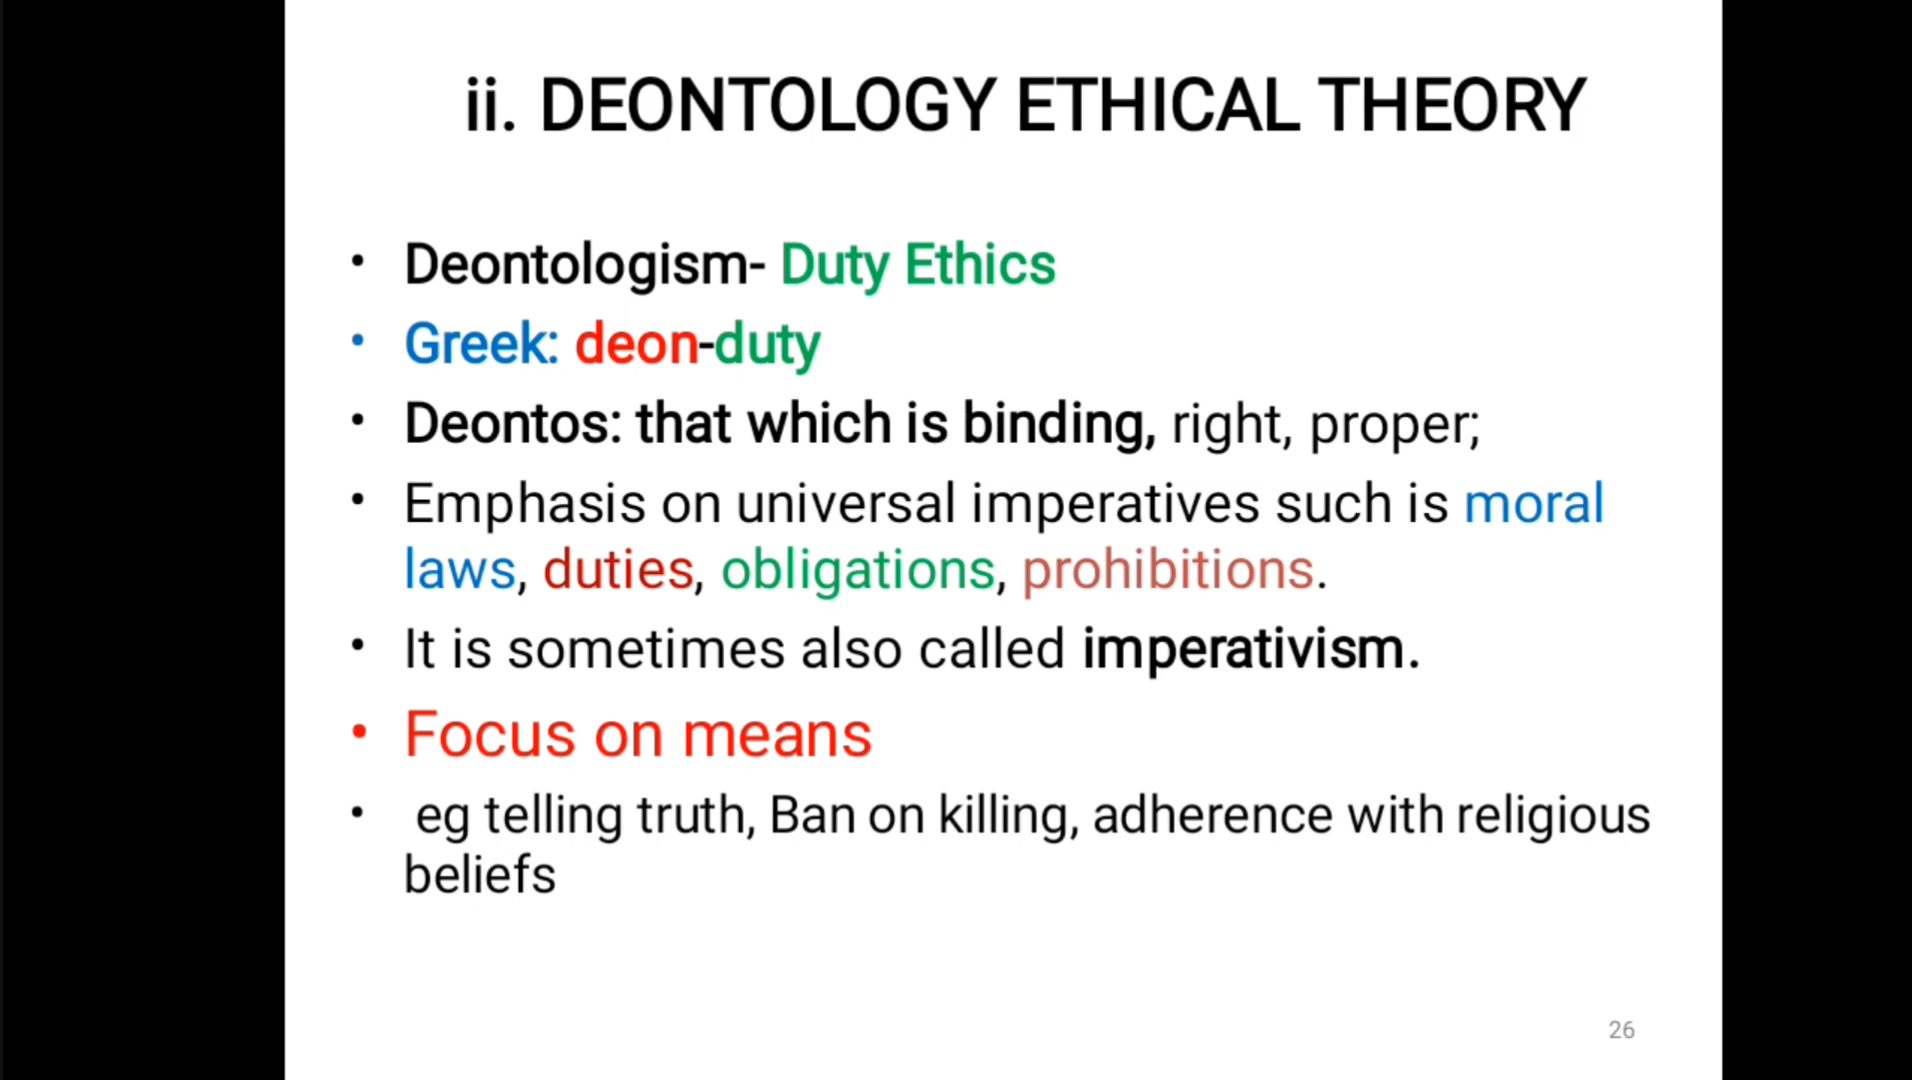 ii. DEONTOLOGY ETHICAL THEORY
• Deontologism- Duty Ethics
• Greek: deon-duty
• Deontos: that which is binding, right, proper;
• Emphasis on universal imperatives such is moral
laws, duties, obligations, prohibitions.
• It is sometimes also called imperativism.
• Focus on means
• eg telling truth, Ban on killing, adherence with religious
beliefs
26